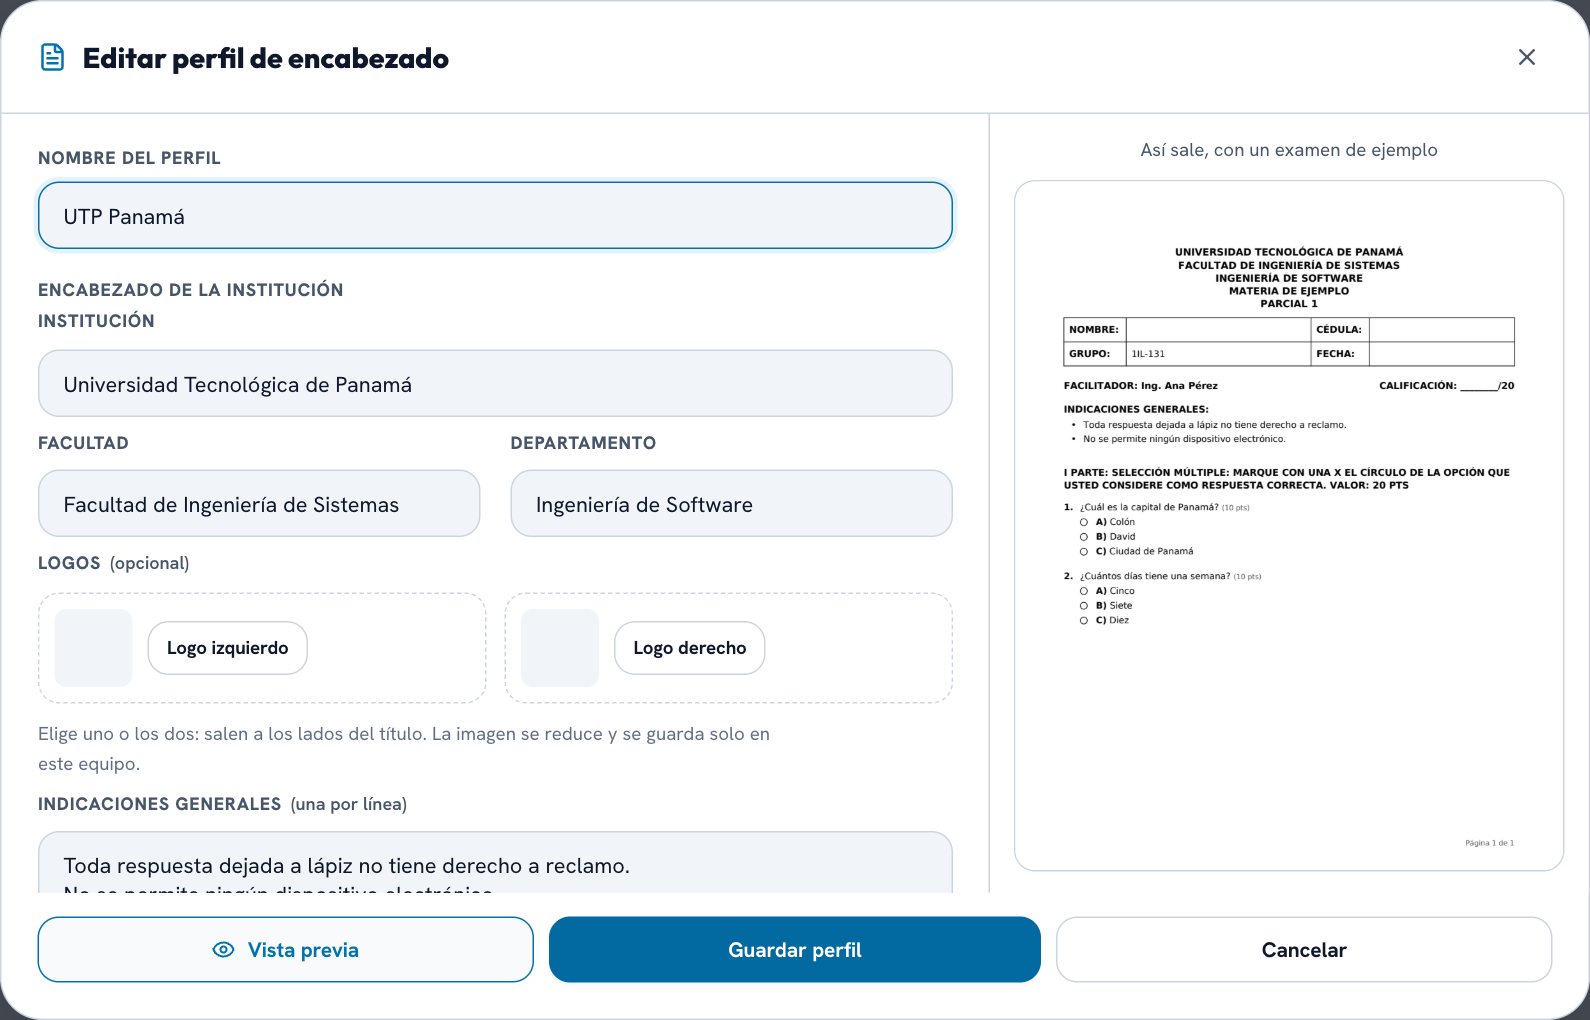 Editar perfil de encabezado
NOMBRE DEL PERFIL
UTP Panamá
ENCABEZADO DE LA INSTITUCIÓN
INSTITUCIÓN
Universidad Tecnológica de Panamá
FACULTAD
DEPARTAMENTO
Facultad de Ingeniería de Sistemas
Ingeniería de Software
LOGOS (opcional)
Logo izquierdo
Logo derecho
Elige uno o los dos: salen a los lados del título. La imagen se reduce y se guarda solo en
este equipo.
INDICACIONES GENERALES (una por línea)
Toda respuesta dejada a lápiz no tiene derecho a reclamo.
No se permite ningún dispositivo electrónico.
Así sale, con un examen de ejemplo
UNIVERSIDAD TECNOLÓGICA DE PANAMÁ
FACULTAD DE INGENIERÍA DE SISTEMAS
INGENIERÍA DE SOFTWARE
MATERIA DE EJEMPLO
PARCIAL 1
NOMBRE: CÉDULA:
GRUPO: 1IL-131 FECHA:
FACILITADOR: Ing. Ana Pérez CALIFICACIÓN: _______/20
INDICACIONES GENERALES:
• Toda respuesta dejada a lápiz no tiene derecho a reclamo.
• No se permite ningún dispositivo electrónico.
I PARTE: SELECCIÓN MÚLTIPLE: MARQUE CON UNA X EL CÍRCULO DE LA OPCIÓN QUE
USTED CONSIDERE COMO RESPUESTA CORRECTA. VALOR: 20 PTS
1. ¿Cuál es la capital de Panamá? (10 pts)
A) Colón
B) David
C) Ciudad de Panamá
2. ¿Cuántos días tiene una semana? (10 pts)
A) Cinco
B) Siete
C) Diez
Página 1 de 1
Vista previa
Guardar perfil
Cancelar